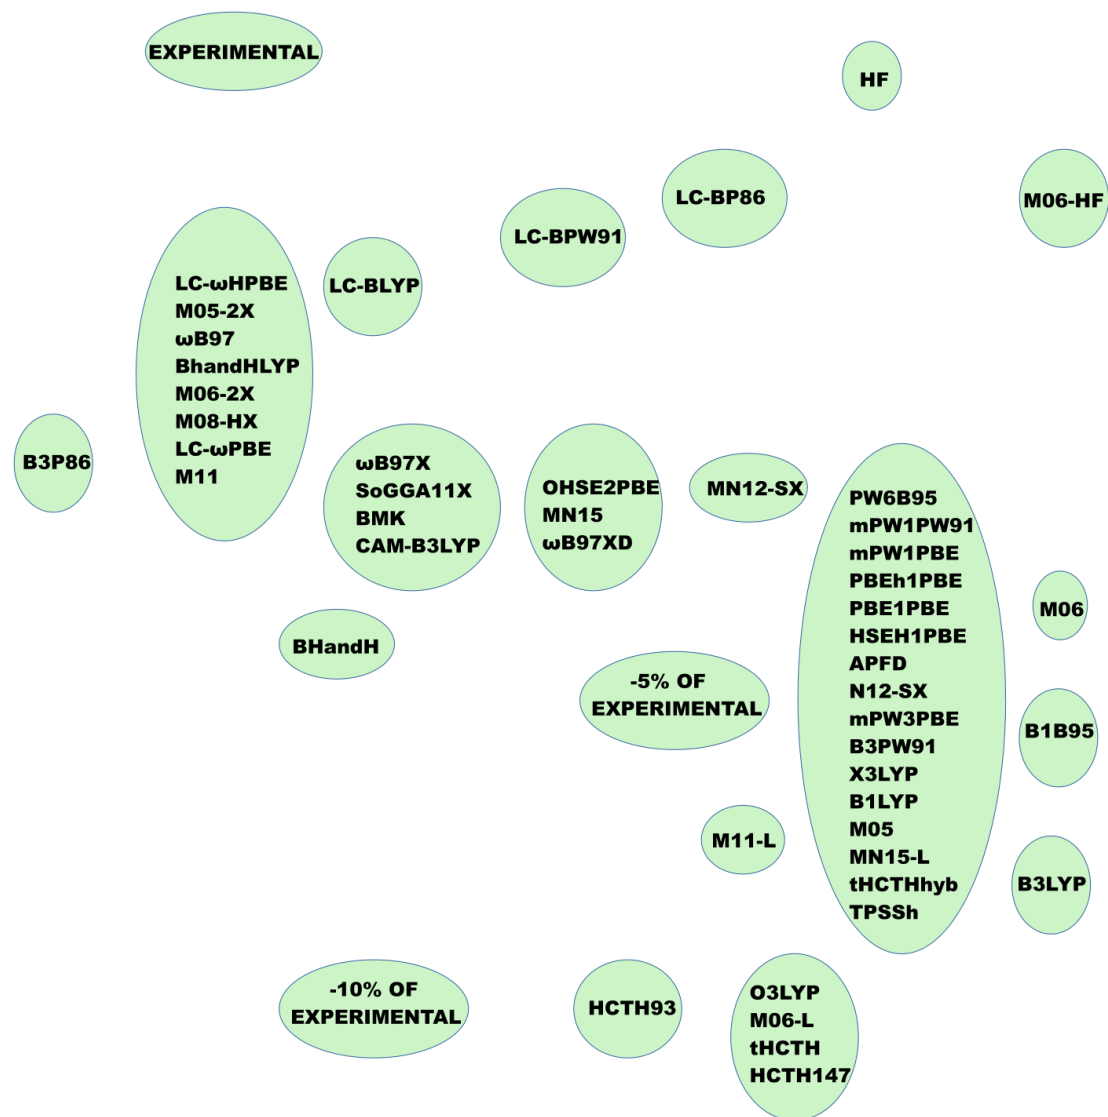 EXPERIMENTAL
HF
LC-BP86
M06-HF
LC-BPW91
LC-BLYP
LC-ωHPBE
M05-2X
ωB97
BhandHLYP
M06-2X
M08-HX
LC-ωPBE
M11
B3P86
ωB97X
SoGGA11X
BMK
CAM-B3LYP
OHSE2PBE
MN15
ωB97XD
MN12-SX
PW6B95
mPW1PW91
mPW1PBE
PBEh1PBE
PBE1PBE
HSEH1PBE
APFD
N12-SX
mPW3PBE
B3PW91
X3LYP
B1LYP
M05
MN15-L
tHCTHhyb
TPSSh
M06
BHandH
-5% OF
EXPERIMENTAL
B1B95
M11-L
B3LYP
-10% OF
EXPERIMENTAL
HCTH93
O3LYP
M06-L
tHCTH
HCTH147